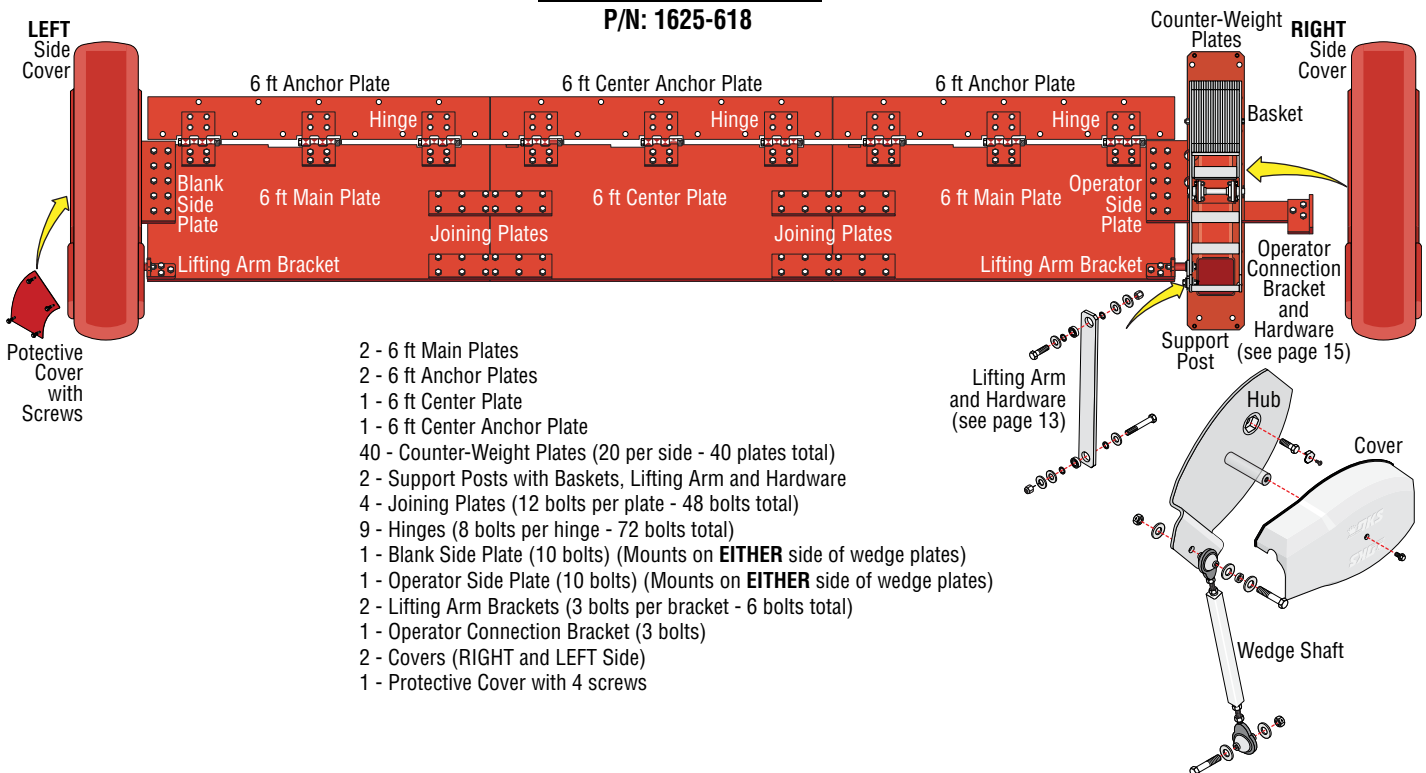 P/N: 1625-618
LEFT
Side
Cover
6 ft Anchor Plate
6 ft Center Anchor Plate
6 ft Anchor Plate
Counter-Weight
Plates
RIGHT
Side
Cover
Hinge
Hinge
Hinge
Basket
Blank
Side
Plate
6 ft Main Plate
6 ft Center Plate
6 ft Main Plate
Operator
Side
Plate
Joining Plates
Joining Plates
Lifting Arm Bracket
Lifting Arm Bracket
Operator
Connection
Bracket
and
Hardware
(see page 15)
Support
Post
Potective
Cover
with
Screws
Lifting Arm
and Hardware
(see page 13)
2 - 6 ft Main Plates
2 - 6 ft Anchor Plates
1 - 6 ft Center Plate
1 - 6 ft Center Anchor Plate
40 - Counter-Weight Plates (20 per side - 40 plates total)
2 - Support Posts with Baskets, Lifting Arm and Hardware
4 - Joining Plates (12 bolts per plate - 48 bolts total)
9 - Hinges (8 bolts per hinge - 72 bolts total)
1 - Blank Side Plate (10 bolts) (Mounts on EITHER side of wedge plates)
1 - Operator Side Plate (10 bolts) (Mounts on EITHER side of wedge plates)
2 - Lifting Arm Brackets (3 bolts per bracket - 6 bolts total)
1 - Operator Connection Bracket (3 bolts)
2 - Covers (RIGHT and LEFT Side)
1 - Protective Cover with 4 screws
Hub
Cover
DKS
Wedge Shaft